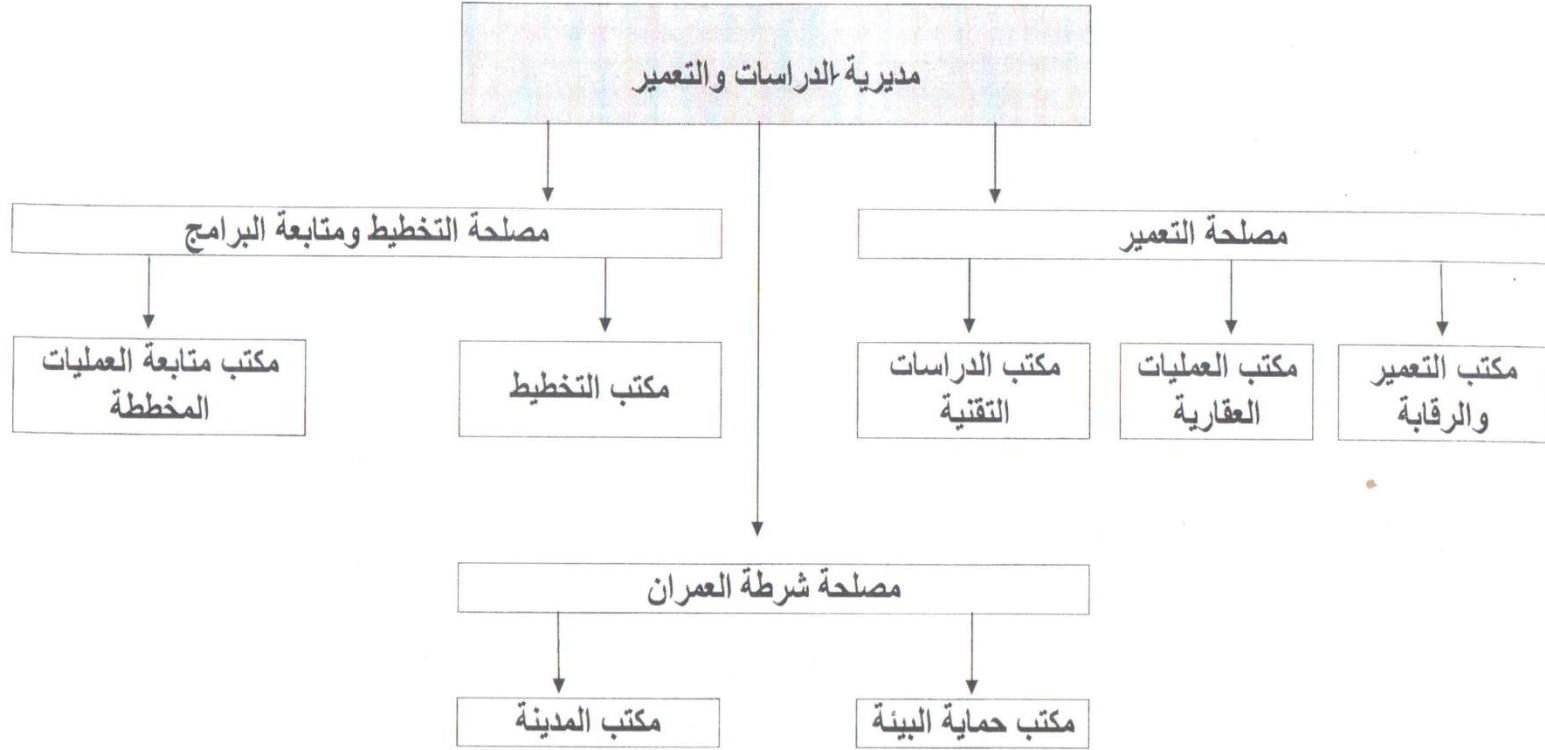 مديرية الدراسات والتعمير
مصلحة التعمير
مصلحة التخطيط ومتابعة البرامج
مكتب التعمير
والرقابة
مكتب العمليات
العقارية
مكتب الدراسات
التقنية
مكتب التخطيط
مكتب متابعة العمليات
المخططة
مصلحة شرطة العمران
مكتب حماية البيئة
مكتب المدينة